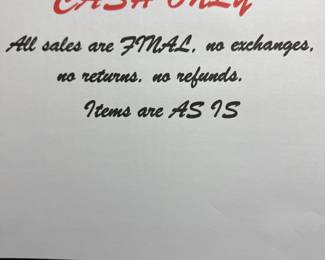 CASH ONLY
All sales are FINAL, no exchanges,
no returns. no refunds.
Items are AS IS